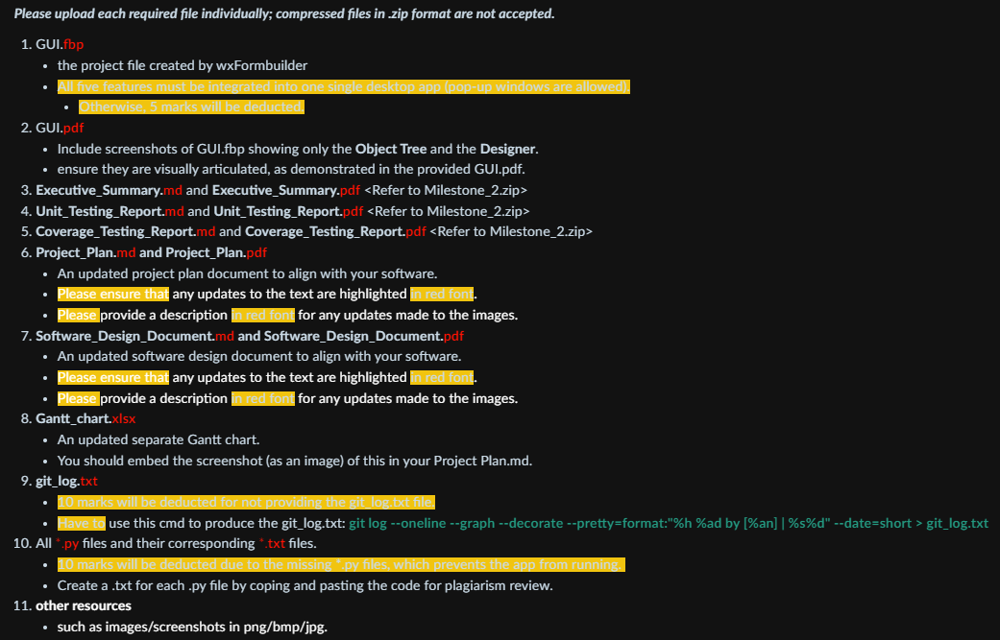 Please upload each required file individually; compressed files in .zip format are not accepted.
1. GUI.fbp
• the project file created by wxFormbuilder
• All five features must be integrated into one single desktop app (pop-up windows are allowed).
• Otherwise, 5 marks will be deducted.
2. GUI.pdf
• Include screenshots of GUI.fbp showing only the Object Tree and the Designer.
• ensure they are visually articulated, as demonstrated in the provided GUI.pdf.
3. Executive_Summary.md and Executive_Summary.pdf <Refer to Milestone_2.zip>
4. Unit_Testing_Report.md and Unit_Testing_Report.pdf <Refer to Milestone_2.zip>
5. Coverage_Testing_Report.md and Coverage_Testing_Report.pdf <Refer to Milestone_2.zip>
6. Project_Plan.md and Project_Plan.pdf
• An updated project plan document to align with your software.
• Please ensure that any updates to the text are highlighted in red font.
• Please provide a description in red font for any updates made to the images.
7. Software_Design_Document.md and Software_Design_Document.pdf
• An updated software design document to align with your software.
• Please ensure that any updates to the text are highlighted in red font.
• Please provide a description in red font for any updates made to the images.
8. Gantt_chart.xlsx
• An updated separate Gantt chart.
• You should embed the screenshot (as an image) of this in your Project Plan.md.
9. git_log.txt
• 10 marks will be deducted for not providing the git_log.txt file.
• Have to use this cmd to produce the git_log.txt: git log --oneline --graph --decorate --pretty=format:"%h %ad by [%an] | %s%d" --date=short > git_log.txt
10. All *.py files and their corresponding *.txt files.
• 10 marks will be deducted due to the missing *.py files, which prevents the app from running.
• Create a .txt for each .py file by coping and pasting the code for plagiarism review.
11. other resources
• such as images/screenshots in png/bmp/jpg.